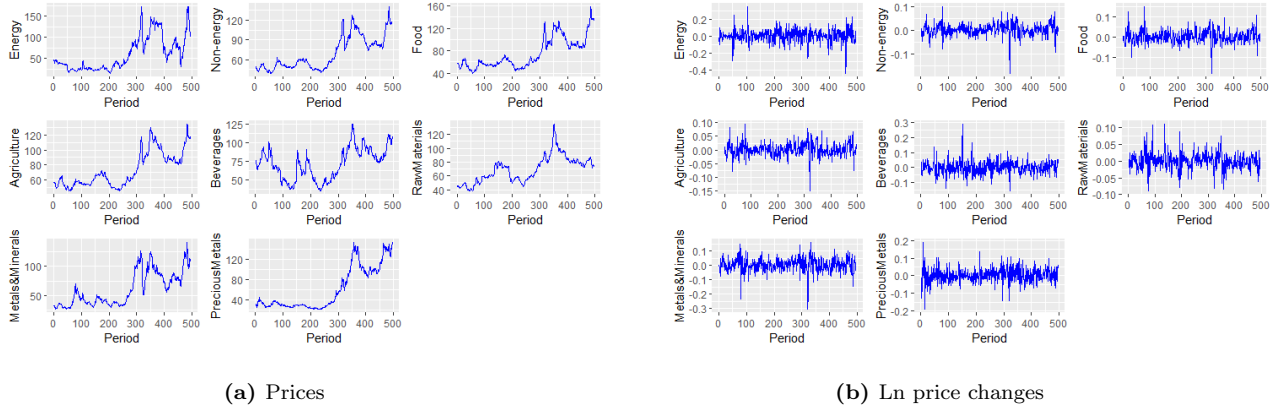 Energy
150
100
50
0 100 200 300 400 500
Period
Non-energy
120
90
60
0 100 200 300 400 500
Period
Food
160
120
80
40
0 100 200 300 400 500
Period
Agriculture
120
100
80
60
0 100 200 300 400 500
Period
Beverages
125
100
75
50
0 100 200 300 400 500
Period
RawMaterials
125
100
75
50
0 100 200 300 400 500
Period
Metals&Minerals
100
50
0 100 200 300 400 500
Period
PreciousMetals
120
80
40
0 100 200 300 400 500
Period
(a) Prices
Energy
0.2
0.0
-0.2
-0.4
0 100 200 300 400 500
Period
Non-energy
0.1
0.0
-0.1
0 100 200 300 400 500
Period
Food
0.1
0.0
-0.1
0 100 200 300 400 500
Period
Agriculture
0.10
0.05
0.00
-0.05
-0.10
-0.15
0 100 200 300 400 500
Period
Beverages
0.3
0.2
0.1
0.0
-0.1
0 100 200 300 400 500
Period
RawMaterials
0.10
0.05
0.00
-0.05
-0.10
0 100 200 300 400 500
Period
Metals&Minerals
0.1
0.0
-0.1
-0.2
-0.3
0 100 200 300 400 500
Period
PreciousMetals
0.2
0.1
0.0
-0.1
-0.2
0 100 200 300 400 500
Period
(b) Ln price changes